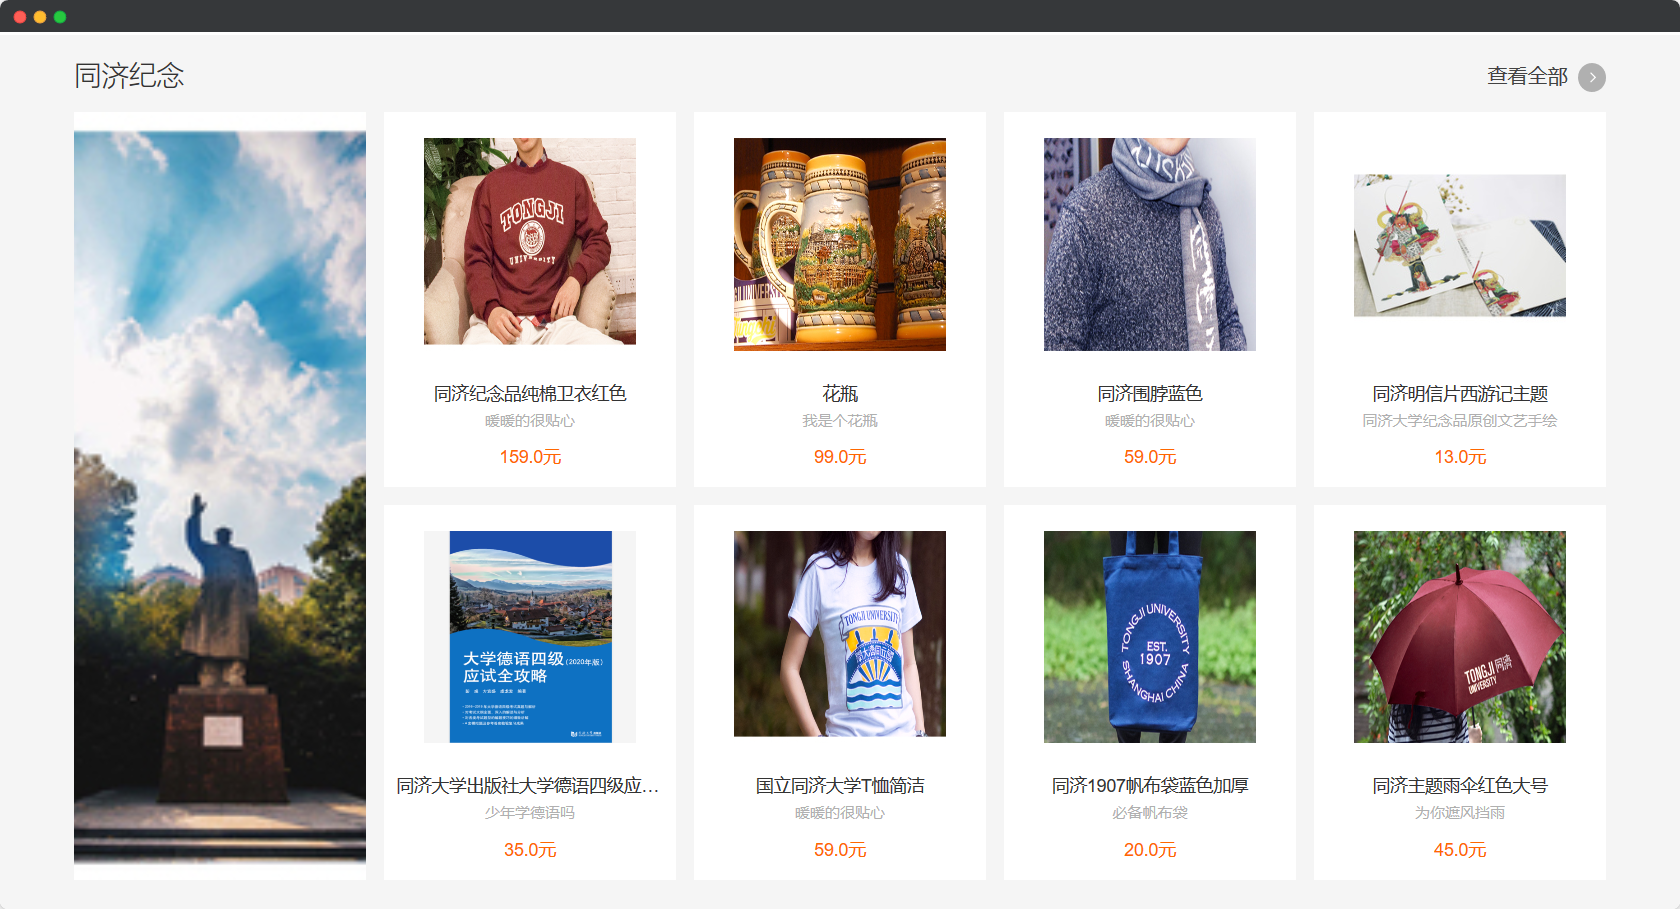 同济纪念
查看全部
TONGJI
UNIVERSITY
同济纪念品纯棉卫衣红色
暖暖的很贴心
159.0元
花瓶
我是个花瓶
99.0元
同济围脖蓝色
暖暖的很贴心
59.0元
同济明信片西游记主题
同济大学纪念品原创文艺手绘
13.0元
大学德语四级(2020年版)
应试全攻略
同济大学出版社大学德语四级应…
少年学德语吗
35.0元
TONGJI UNIVERSITY
国立同济大学T恤简洁
暖暖的很贴心
59.0元
TONGJI UNIVERSITY
EST.
1907
SHANGHAI CHINA
同济1907帆布袋蓝色加厚
必备帆布袋
20.0元
TONGJI 同濟
UNIVERSITY
同济主题雨伞红色大号
为你遮风挡雨
45.0元